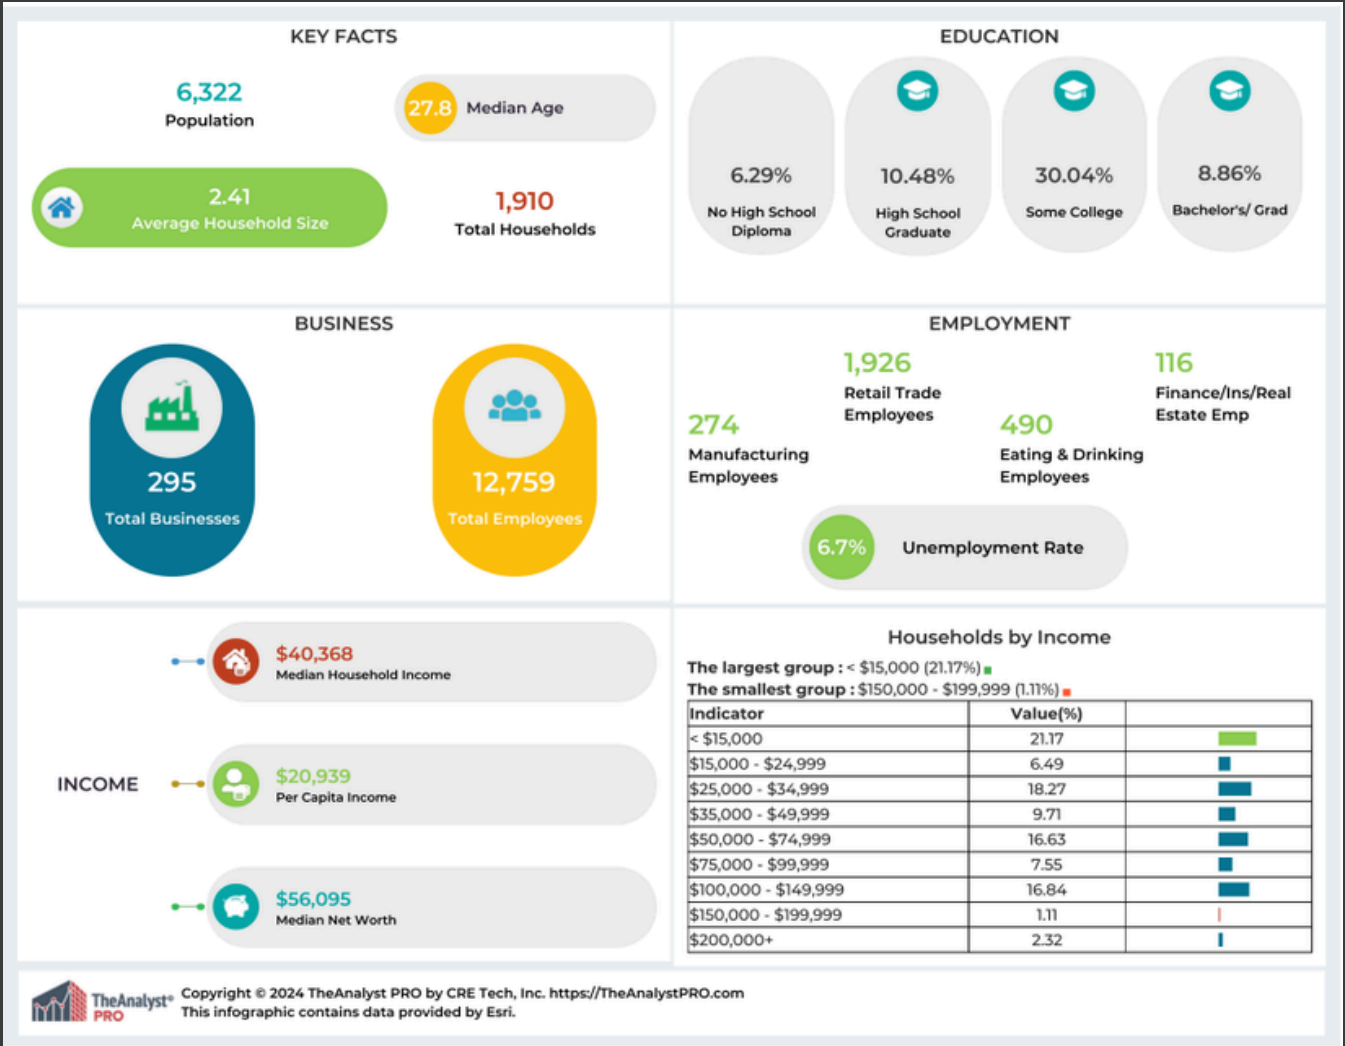 KEY FACTS
6,322
Population
27.8 Median Age
2.41
Average Household Size
1,910
Total Households
EDUCATION
6.29%
No High School
Diploma
10.48%
High School
Graduate
30.04%
Some College
8.86%
Bachelor's/ Grad
BUSINESS
295
Total Businesses
12,759
Total Employees
EMPLOYMENT
274
Manufacturing
Employees
1,926
Retail Trade
Employees
490
Eating & Drinking
Employees
116
Finance/Ins/Real
Estate Emp
6.7% Unemployment Rate
INCOME
$40,368
Median Household Income
$20,939
Per Capita Income
$56,095
Median Net Worth
Households by Income
The largest group : < $15,000 (21.17%)
The smallest group : $150,000 - $199,999 (1.11%)
Indicator Value(%)
< $15,000 21.17
$15,000 - $24,999 6.49
$25,000 - $34,999 18.27
$35,000 - $49,999 9.71
$50,000 - $74,999 16.63
$75,000 - $99,999 7.55
$100,000 - $149,999 16.84
$150,000 - $199,999 1.11
$200,000+ 2.32
TheAnalyst®
PRO
Copyright © 2024 TheAnalyst PRO by CRE Tech, Inc. https://TheAnalystPRO.com
This infographic contains data provided by Esri.